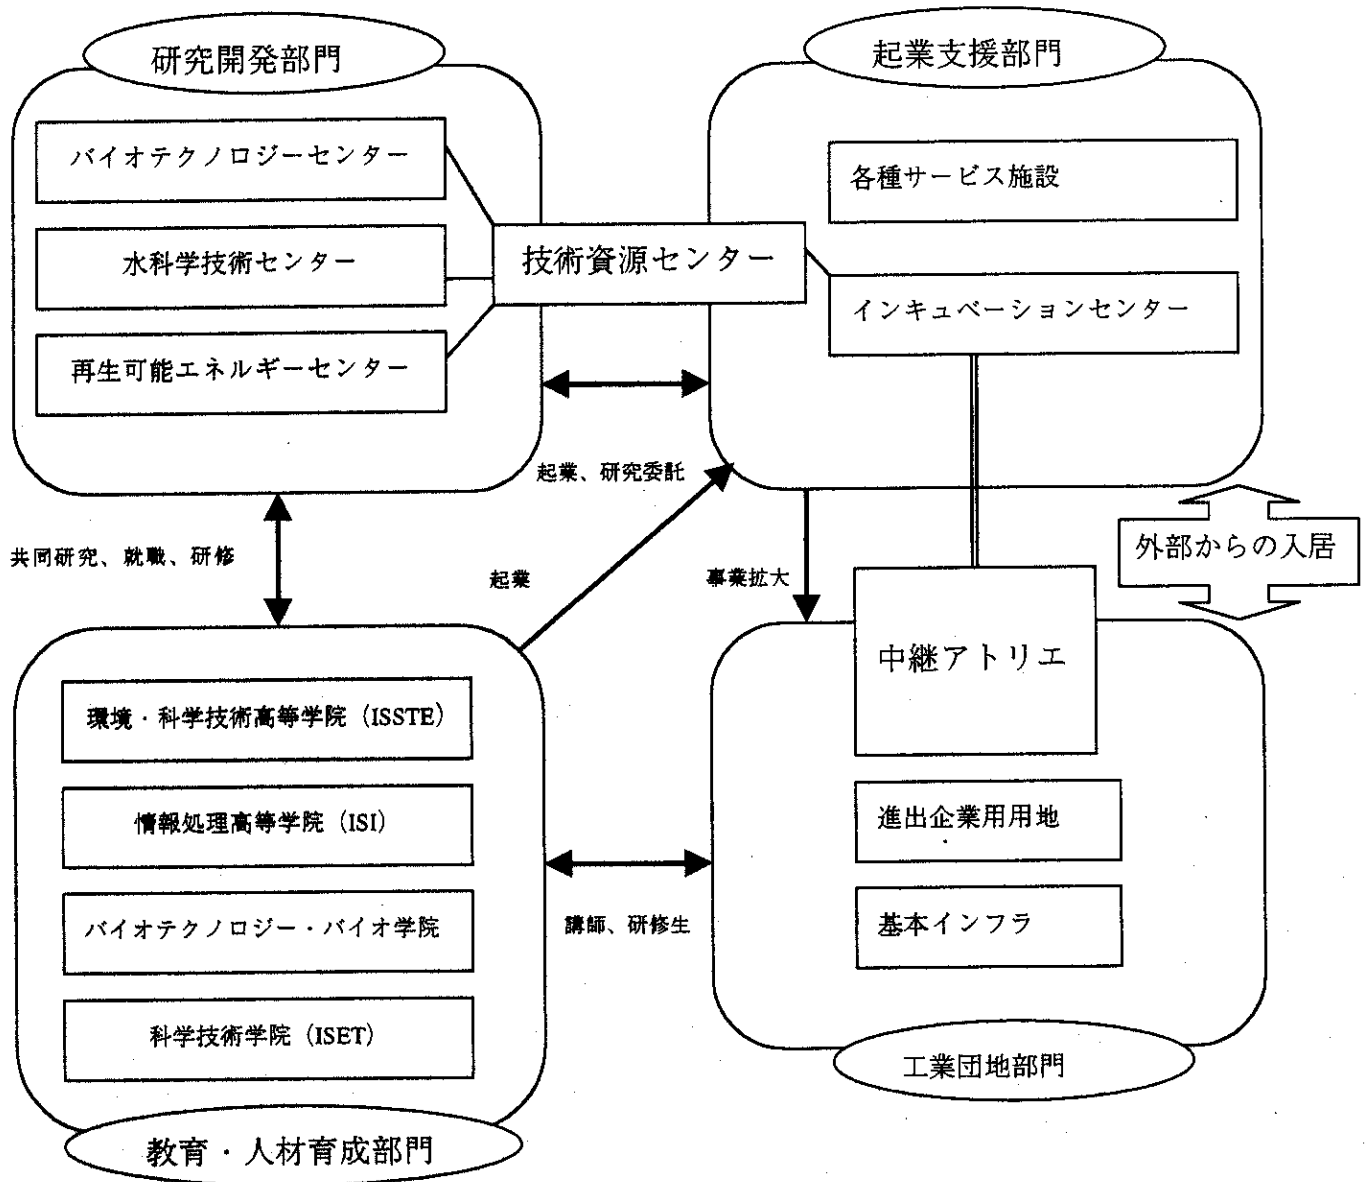 研究開発部門
バイオテクノロジーセンター
水科学技術センター
再生可能エネルギーセンター
技術資源センター
起業支援部門
各種サービス施設
インキュベーションセンター
起業、研究委託
共同研究、就職、研修
起業
事業拡大
外部からの入居
環境・科学技術高等学院（ISSTE）
情報処理高等学院（ISI）
バイオテクノロジー・バイオ学院
科学技術学院（ISET）
教育・人材育成部門
講師、研修生
中継アトリエ
進出企業用用地
基本インフラ
工業団地部門